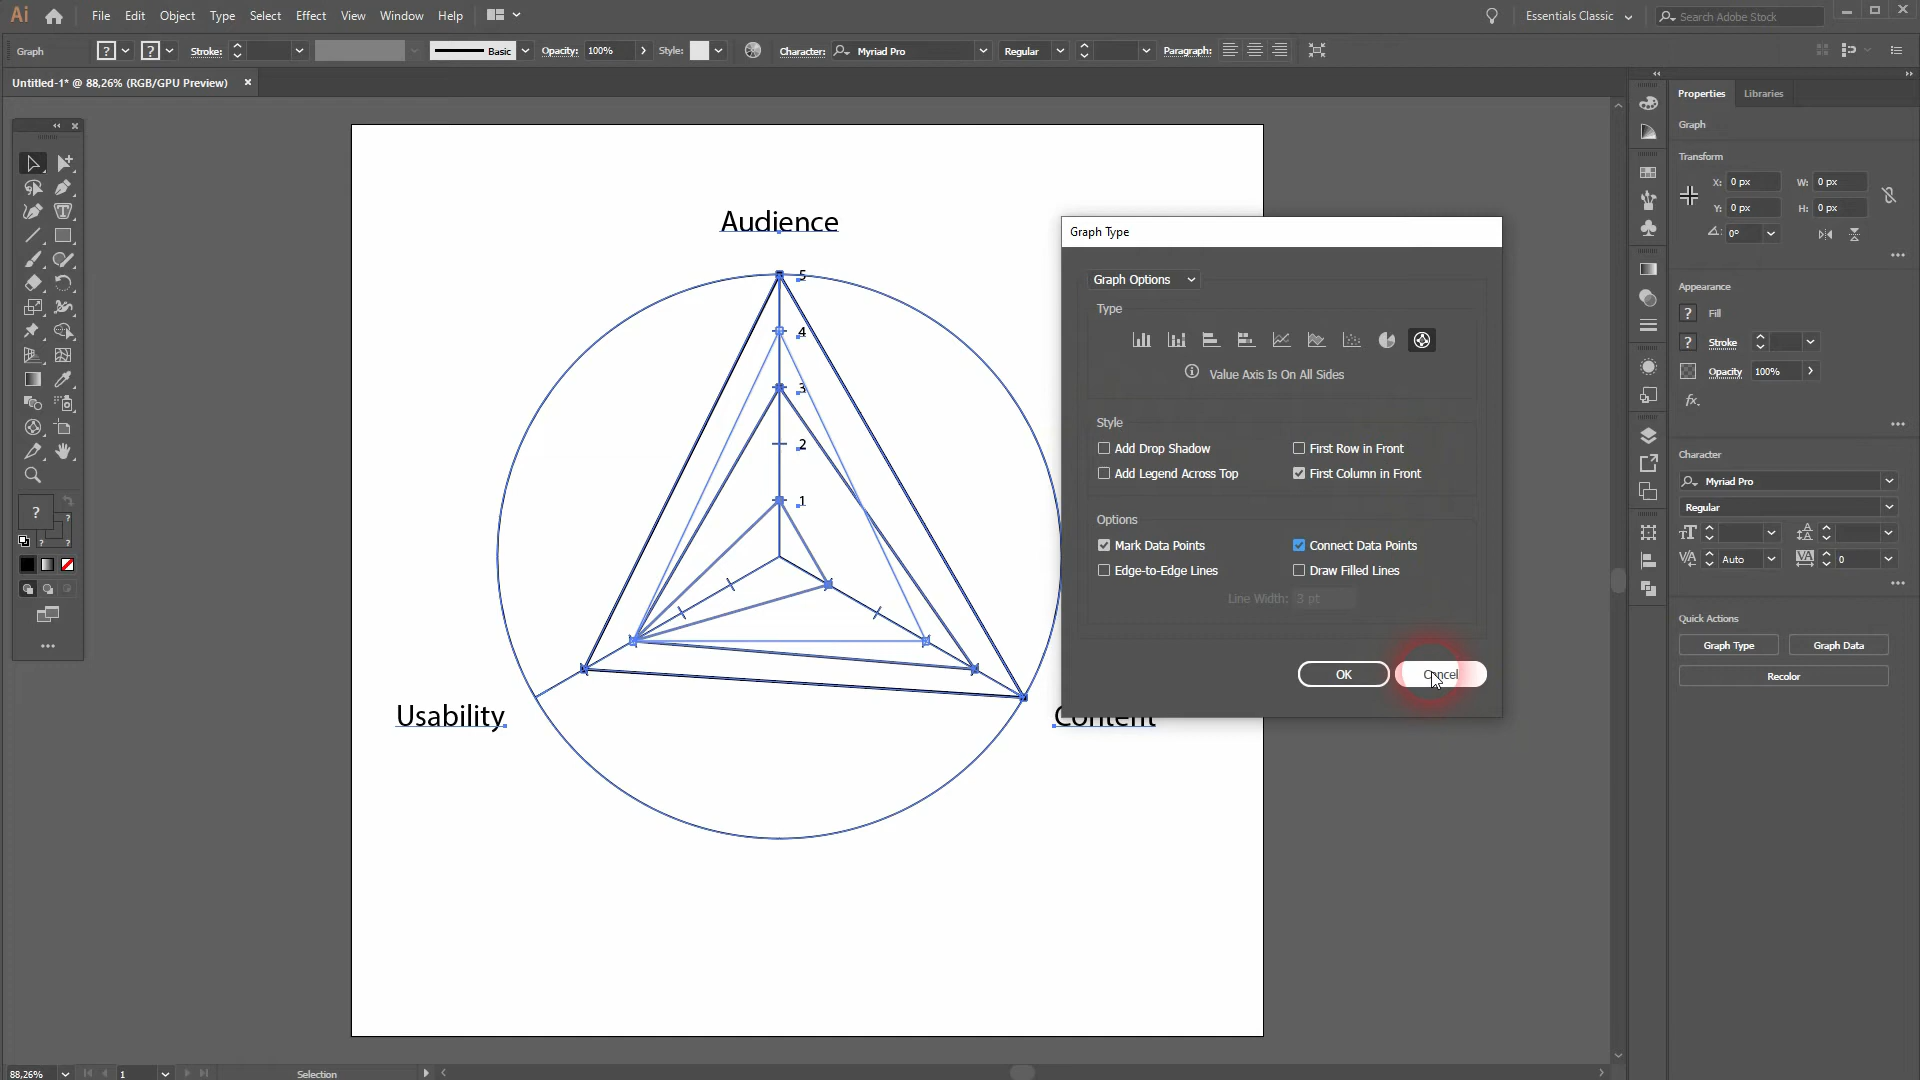 Ai File Edit Object Type Select Effect View Window Help Essentials Classic Search Adobe Stock
Graph ? ? Stroke: Basic Opacity: 100% Style: Character: Myriad Pro Regular Paragraph:
Untitled-1* @ 88,26% (RGB/GPU Preview)
Properties Libraries
Graph
Transform
X: 0 px W: 0 px
Y: 0 px H: 0 px
0°
Appearance
? Fill
? Stroke
Opacity 100%
fx.
Character
Myriad Pro
Regular
Auto 0
Quick Actions
Graph Type Graph Data
Recolor
Audience
5
4
3
2
1
Usability
Content
Graph Type
Graph Options
Type
Value Axis Is On All Sides
Style
Add Drop Shadow First Row in Front
Add Legend Across Top First Column in Front
Options
Mark Data Points Connect Data Points
Edge-to-Edge Lines Draw Filled Lines
Line Width: 3 pt
OK Cancel
?
88,26% 1 Selection